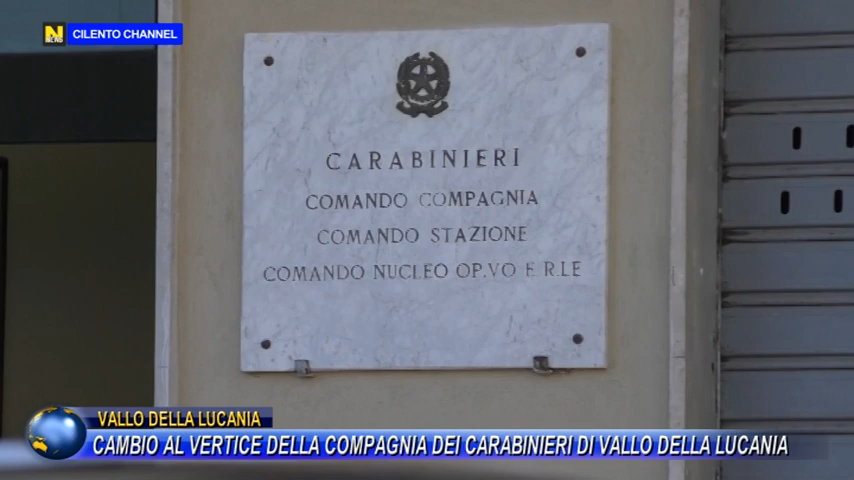 N NEWS CILENTO CHANNEL
CARABINIERI
COMANDO COMPAGNIA
COMANDO STAZIONE
COMANDO NUCLEO OP.VO E R.LE
VALLO DELLA LUCANIA
CAMBIO AL VERTICE DELLA COMPAGNIA DEI CARABINIERI DI VALLO DELLA LUCANIA